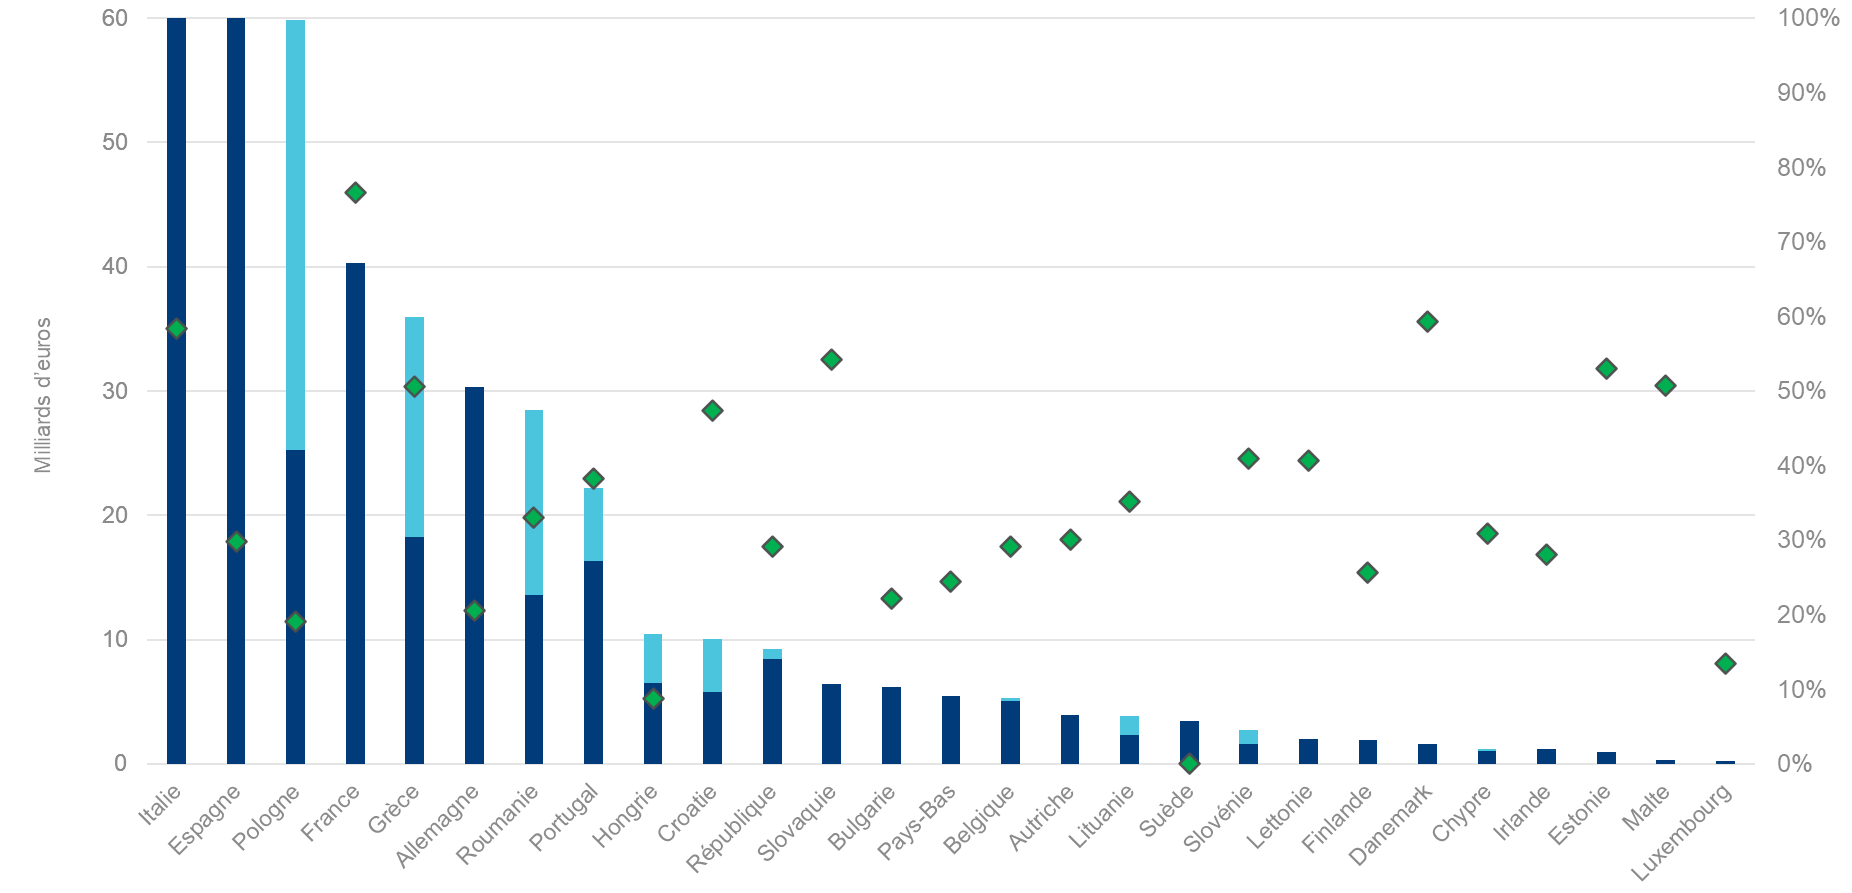 60
50
40
30
20
10
0
Milliards d’euros
100%
90%
80%
70%
60%
50%
40%
30%
20%
10%
0%
Italie
Espagne
Pologne
France
Grèce
Allemagne
Roumanie
Portugal
Hongrie
Croatie
République
Slovaquie
Bulgarie
Pays-Bas
Belgique
Autriche
Lituanie
Suède
Slovénie
Lettonie
Finlande
Danemark
Chypre
Irlande
Estonie
Malte
Luxembourg